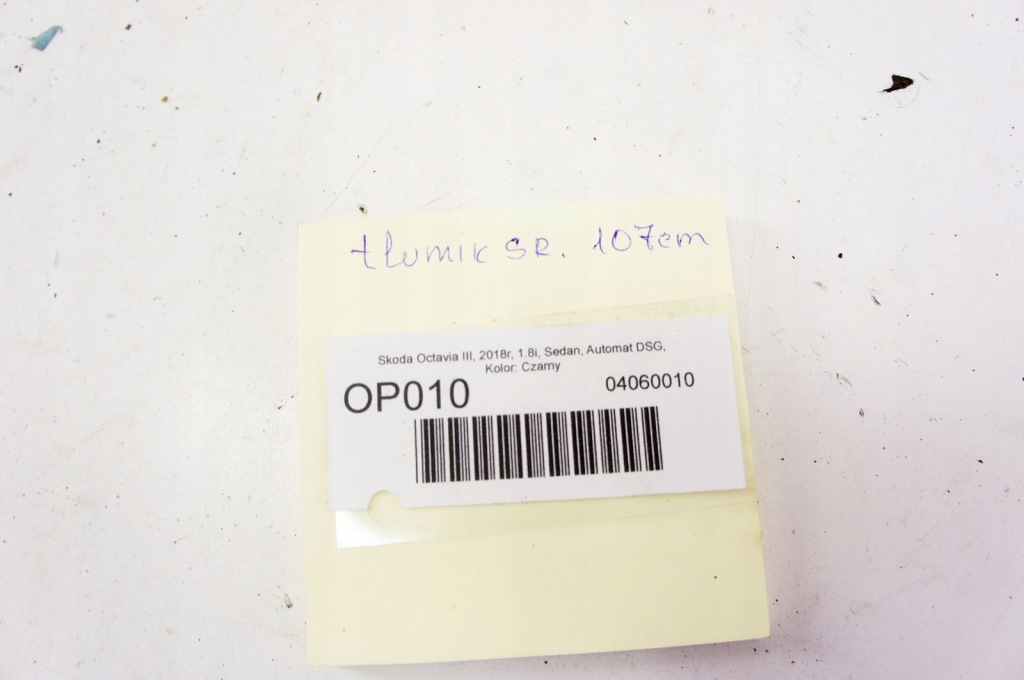 tłumik SR. 107cm
Skoda Octavia III, 2018r, 1.8i, Sedan, Automat DSG,
Kolor: Czarny
OP010
04060010